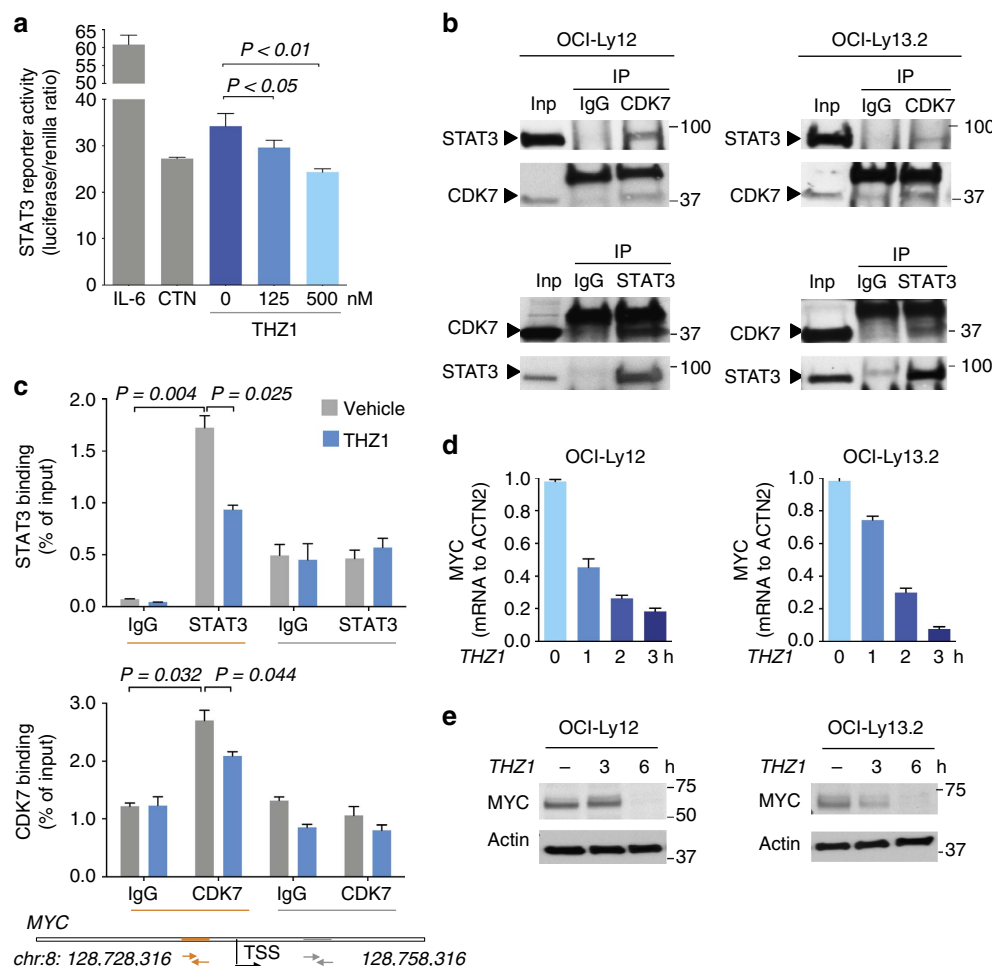 a
STAT3 reporter activity
(luciferase/renilla ratio)
65
60
55
50
40
30
20
10
0
P < 0.01
P < 0.05
IL-6 CTN 0 125 500 nM
THZ1
b
OCI-Ly12
IP
Inp IgG CDK7
STAT3
100
CDK7
37
IP
Inp IgG STAT3
CDK7
37
STAT3
100
OCI-Ly13.2
IP
Inp IgG CDK7
STAT3
100
CDK7
37
IP
Inp IgG STAT3
CDK7
37
STAT3
100
c
P = 0.004 P = 0.025
Vehicle
THZ1
STAT3 binding
(% of input)
2.0
1.5
1.0
0.5
0.0
IgG STAT3 IgG STAT3
P = 0.032 P = 0.044
CDK7 binding
(% of input)
3.0
2.0
1.0
0.0
IgG CDK7 IgG CDK7
MYC
TSS
chr:8: 128,728,316 128,758,316
d
OCI-Ly12
MYC
(mRNA to ACTN2)
1.0
0.8
0.6
0.4
0.2
0.0
THZ1 0 1 2 3 h
OCI-Ly13.2
MYC
(mRNA to ACTN2)
1.0
0.8
0.6
0.4
0.2
0.0
THZ1 0 1 2 3 h
e
OCI-Ly12
THZ1 – 3 6 h
MYC
75
50
Actin
37
OCI-Ly13.2
THZ1 – 3 6 h
MYC
75
Actin
37